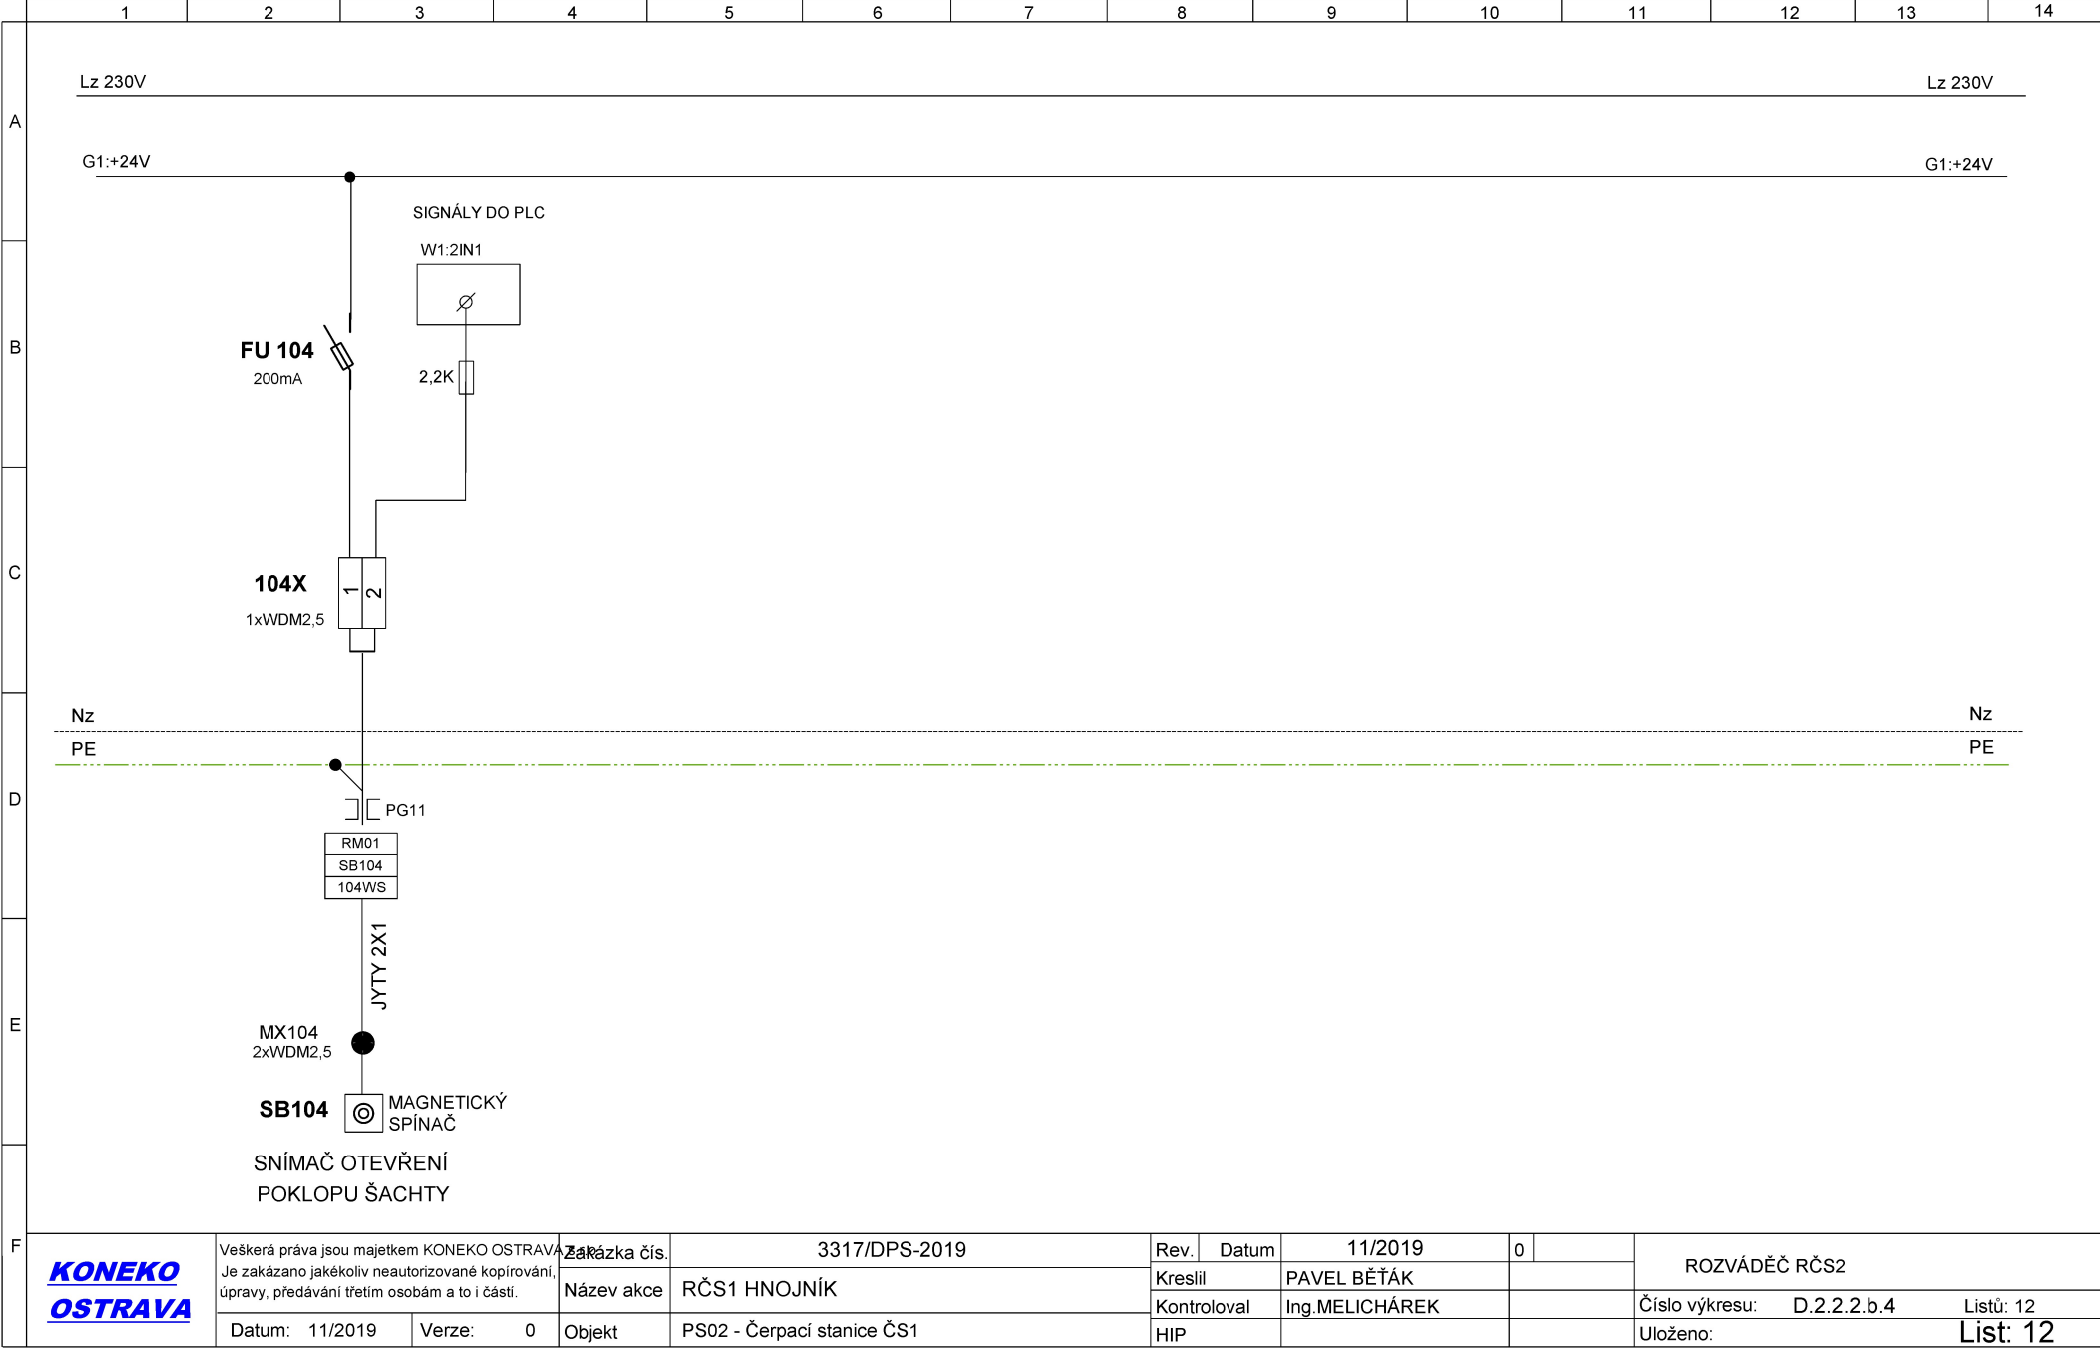 1 2 3 4 5 6 7 8 9 10 11 12 13 14
Lz 230V
Lz 230V
A
G1:+24V
G1:+24V
SIGNÁLY DO PLC
W1:2IN1
B
FU 104
200mA
2,2K
C
104X
1xWDM2,5
1
2
Nz
Nz
PE
PE
D
PG11
RM01
SB104
104WS
JYTY 2X1
E
MX104
2xWDM2,5
SB104
MAGNETICKÝ
SPÍNAČ
SNÍMAČ OTEVŘENÍ
POKLOPU ŠACHTY
F
KONEKO
OSTRAVA
Veškerá práva jsou majetkem KONEKO OSTRAVA
Je zakázano jakékoliv neautorizované kopírování,
úpravy, předávání třetím osobám a to i částí.
Datum: 11/2019 Verze: 0
Zakázka čís. 3317/DPS-2019
Název akce RČS1 HNOJNÍK
Objekt PS02 - Čerpací stanice ČS1
Rev. Datum 11/2019 0
Kreslil PAVEL BĚŤÁK
Kontroloval Ing.MELICHÁREK
HIP
ROZVÁDĚČ RČS2
Číslo výkresu: D.2.2.2.b.4 Listů: 12
Uloženo: List: 12